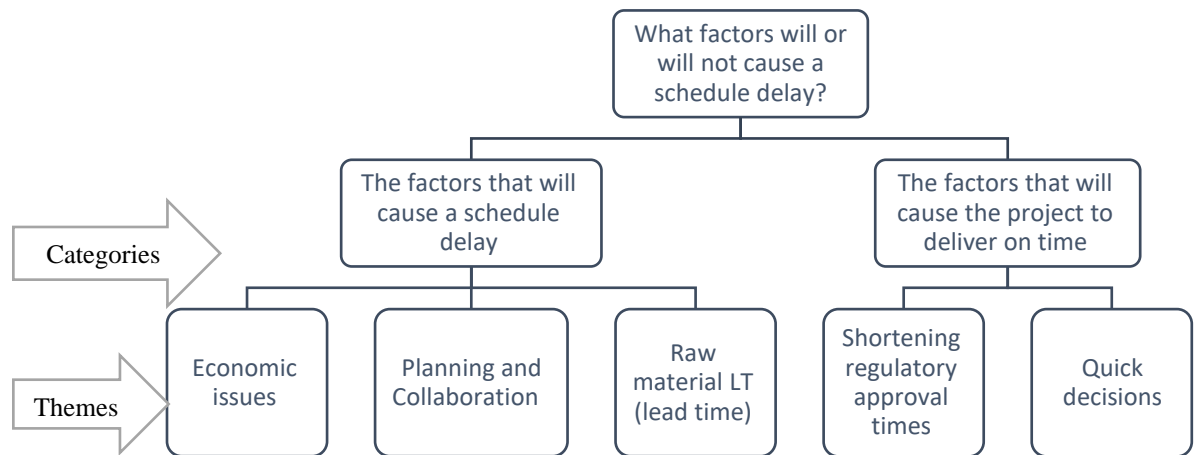 What factors will or
will not cause a
schedule delay?
The factors that will
cause a schedule
delay
The factors that will
cause the project to
deliver on time
Categories
Economic
issues
Planning and
Collaboration
Raw
material LT
(lead time)
Shortening
regulatory
approval
times
Quick
decisions
Themes